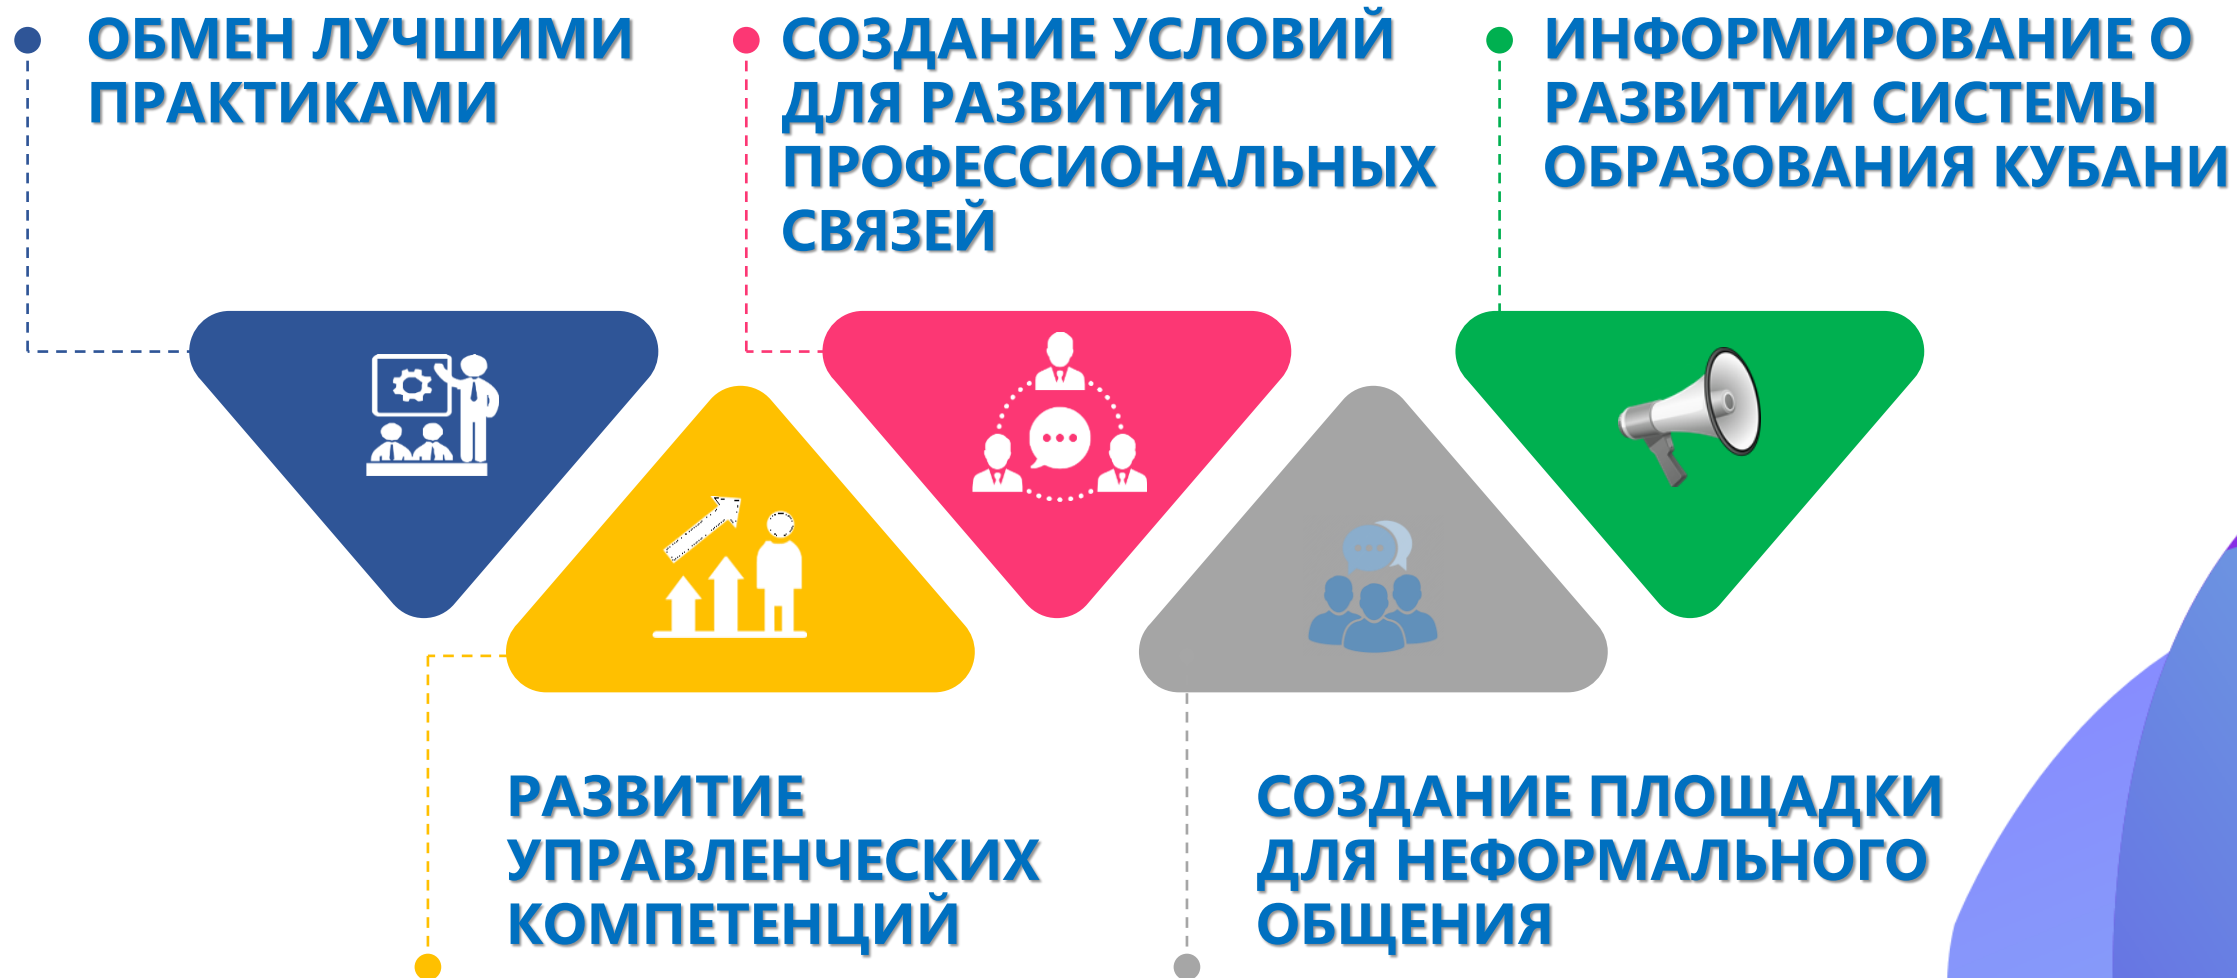 ОБМЕН ЛУЧШИМИ
ПРАКТИКАМИ
СОЗДАНИЕ УСЛОВИЙ
ДЛЯ РАЗВИТИЯ
ПРОФЕССИОНАЛЬНЫХ
СВЯЗЕЙ
ИНФОРМИРОВАНИЕ О
РАЗВИТИИ СИСТЕМЫ
ОБРАЗОВАНИЯ КУБАНИ
РАЗВИТИЕ
УПРАВЛЕНЧЕСКИХ
КОМПЕТЕНЦИЙ
СОЗДАНИЕ ПЛОЩАДКИ
ДЛЯ НЕФОРМАЛЬНОГО
ОБЩЕНИЯ